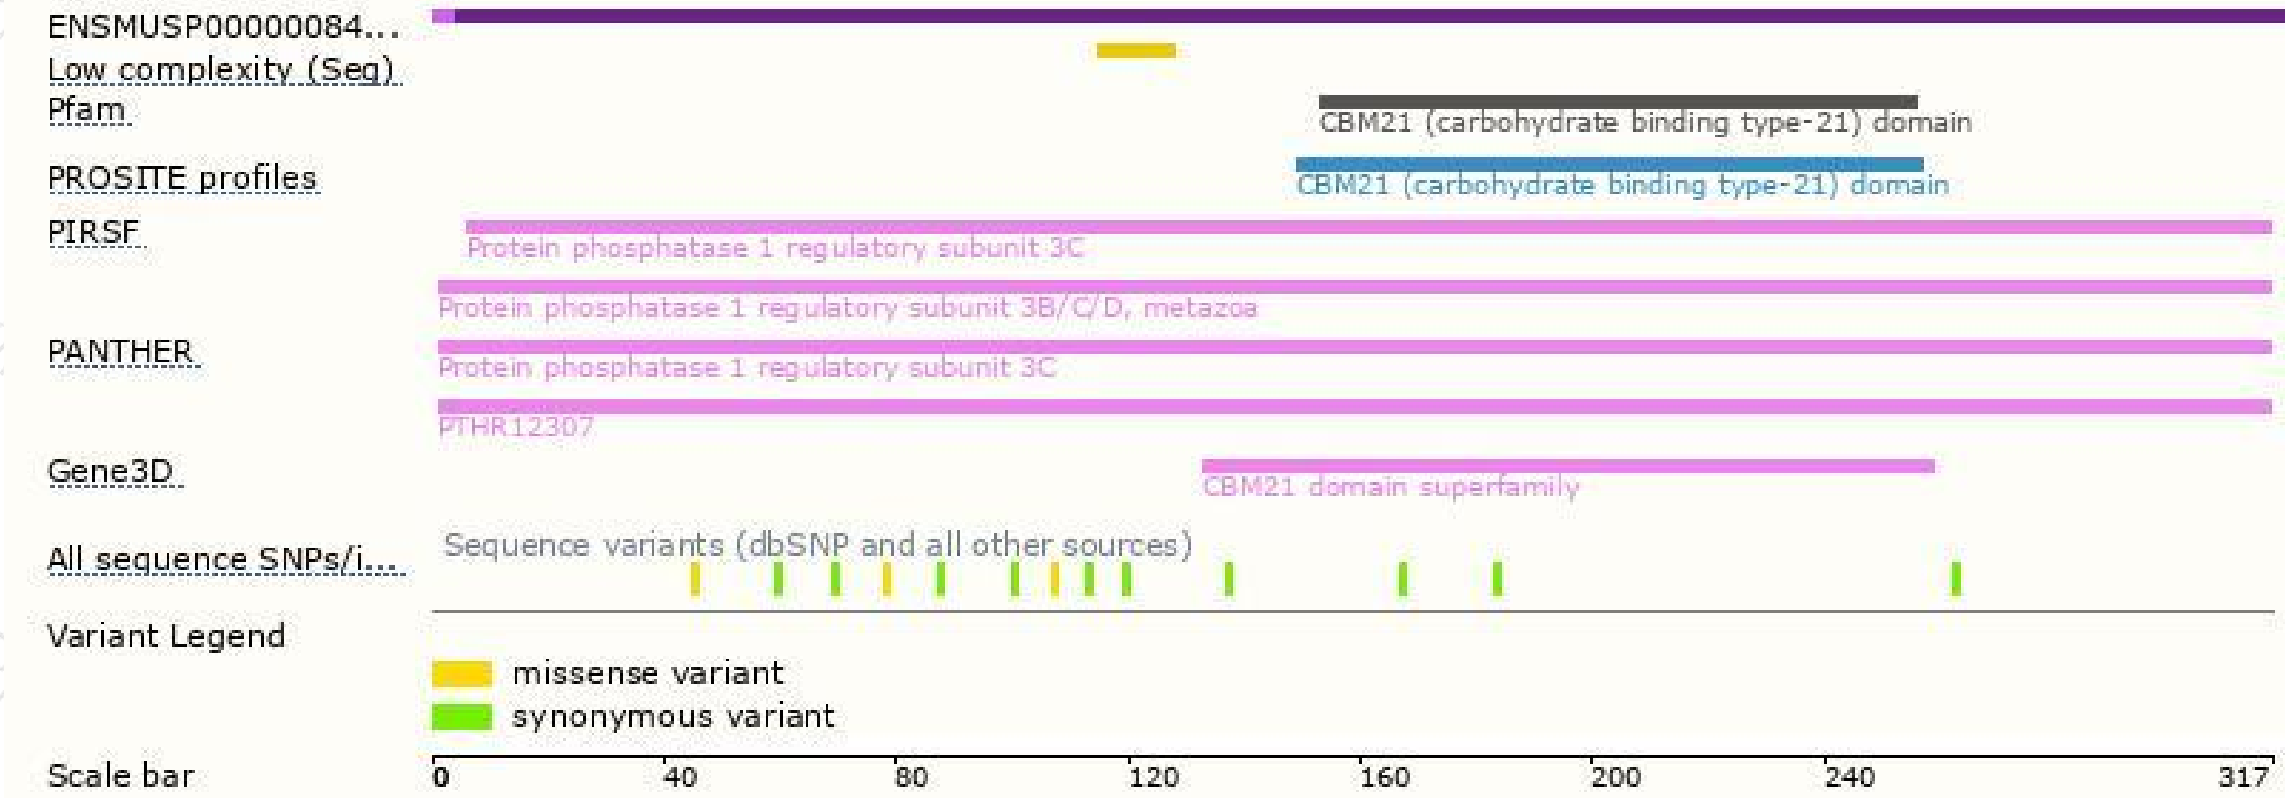 ENSMUSP00000084...
Low complexity (Seg)
Pfam
CBM21 (carbohydrate binding type-21) domain
PROSITE profiles
CBM21 (carbohydrate binding type-21) domain
PIRSF
Protein phosphatase 1 regulatory subunit 3C
Protein phosphatase 1 regulatory subunit 3B/C/D, metazoa
PANTHER
Protein phosphatase 1 regulatory subunit 3C
PTHR12307
Gene3D
CBM21 domain superfamily
Sequence variants (dbSNP and all other sources)
All sequence SNPs/i...
Variant Legend
missense variant
synonymous variant
Scale bar 0 40 80 120 160 200 240 317